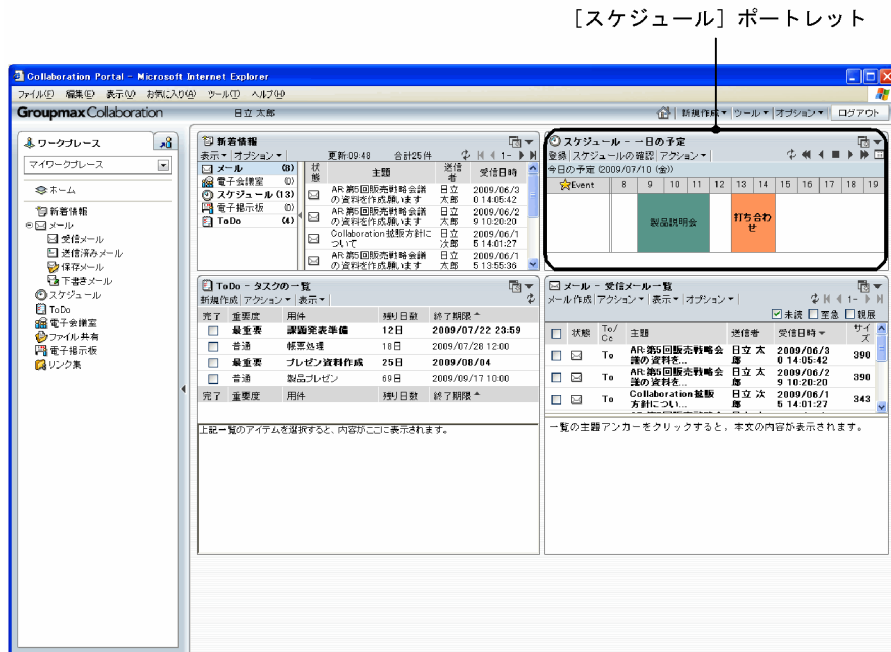 ［スケジュール］ポートレット
Collaboration Portal - Microsoft Internet Explorer
ファイル(F) 編集(E) 表示(V) お気に入り(A) ツール(T) ヘルプ(H)
Groupmax Collaboration 日立 太郎 新規作成 ツール オプション ログアウト
ワークプレース
マイワークプレース
ホーム
新着情報
メール
受信メール
送信済みメール
保存メール
下書きメール
スケジュール
ToDo
電子会議室
ファイル共有
電子掲示板
リンク集
新着情報
表示 オプション 更新:09:48 合計25件 1-
メール (8)
電子会議室 (0)
スケジュール (13)
電子掲示板 (0)
ToDo (4)
状態 主題 送信者 受信日時
AR:第5回販売戦略会議の資料を作成願います 日立 太郎 2009/06/30 14:05:42
AR:第5回販売戦略会議の資料を作成願います 日立 太郎 2009/06/29 10:20:20
Collaboration拡販方針について 日立 次郎 2009/06/15 14:01:27
AR:第5回販売戦略会議の資料を作成願います 日立 太郎 2009/06/15 13:55:36
スケジュール - 一日の予定
登録 スケジュールの確認 アクション
今日の予定 (2009/07/10 (金))
Event 8 9 10 11 12 13 14 15 16 17 18 19
製品説明会 打ち合わせ
ToDo - タスクの一覧
新規作成 アクション 表示
完了 重要度 用件 残り日数 終了期限
最重要 課題発表準備 12日 2009/07/22 23:59
普通 帳票処理 18日 2009/07/28 12:00
最重要 プレゼン資料作成 25日 2009/08/04
普通 製品プレゼン 69日 2009/09/17 10:00
完了 重要度 用件 残り日数 終了期限
上記一覧のアイテムを選択すると、内容がここに表示されます。
メール - 受信メール一覧
メール作成 アクション 表示 オプション 1-
未読 至急 親展
状態 To/Cc 主題 送信者 受信日時 サイズ
To AR:第5回販売戦略会議の資料を... 日立 太郎 2009/06/30 14:05:42 390
To AR:第5回販売戦略会議の資料を... 日立 太郎 2009/06/29 10:20:20 390
To Collaboration拡販方針につい... 日立 次郎 2009/06/15 14:01:27 343
一覧の主題アンカーをクリックすると、本文の内容が表示されます。